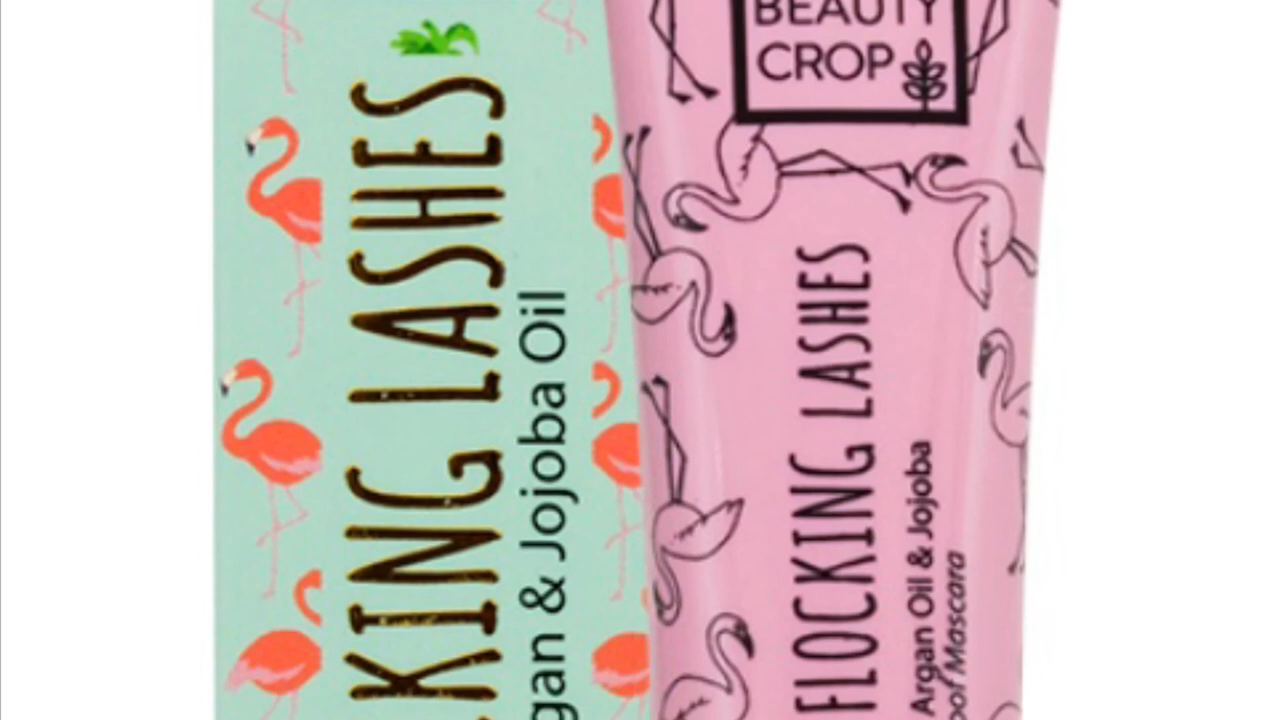 KING LASHES
gan & Jojoba Oil
BEAUTY
CROP
FLOCKING LASHES
Argan Oil & Jojoba
oof Mascara